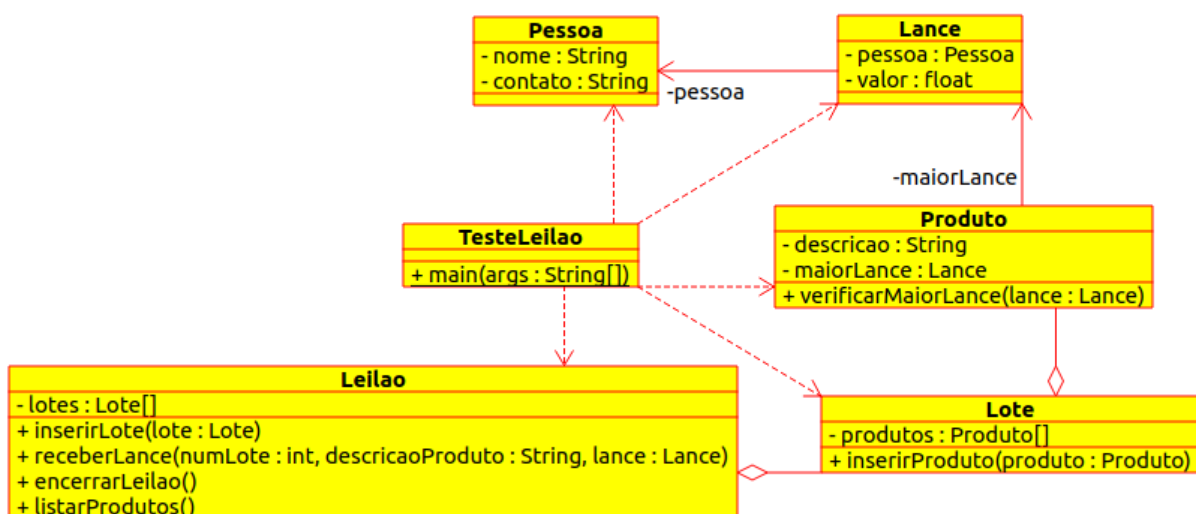 Pessoa
- nome : String
- contato : String
Lance
- pessoa : Pessoa
- valor : float
-pessoa
-maiorLance
TesteLeilao
+ main(args : String[])
Produto
- descricao : String
- maiorLance : Lance
+ verificarMaiorLance(lance : Lance)
Leilao
- lotes : Lote[]
+ inserirLote(lote : Lote)
+ receberLance(numLote : int, descricaoProduto : String, lance : Lance)
+ encerrarLeilao()
+ listarProdutos()
Lote
- produtos : Produto[]
+ inserirProduto(produto : Produto)